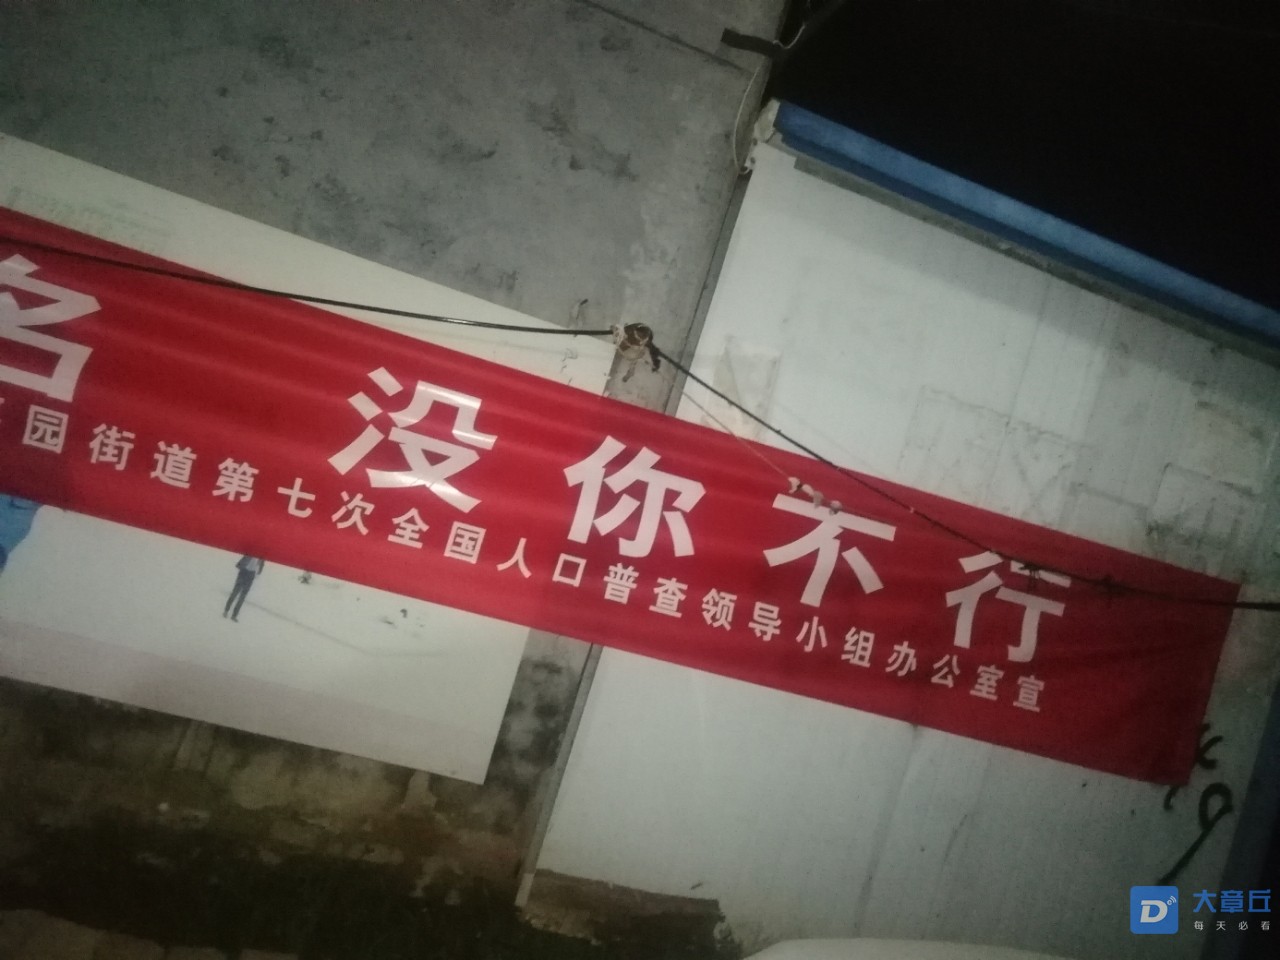 名 没你不行
园街道第七次全国人口普查领导小组办公室宣
大章丘
每天必看